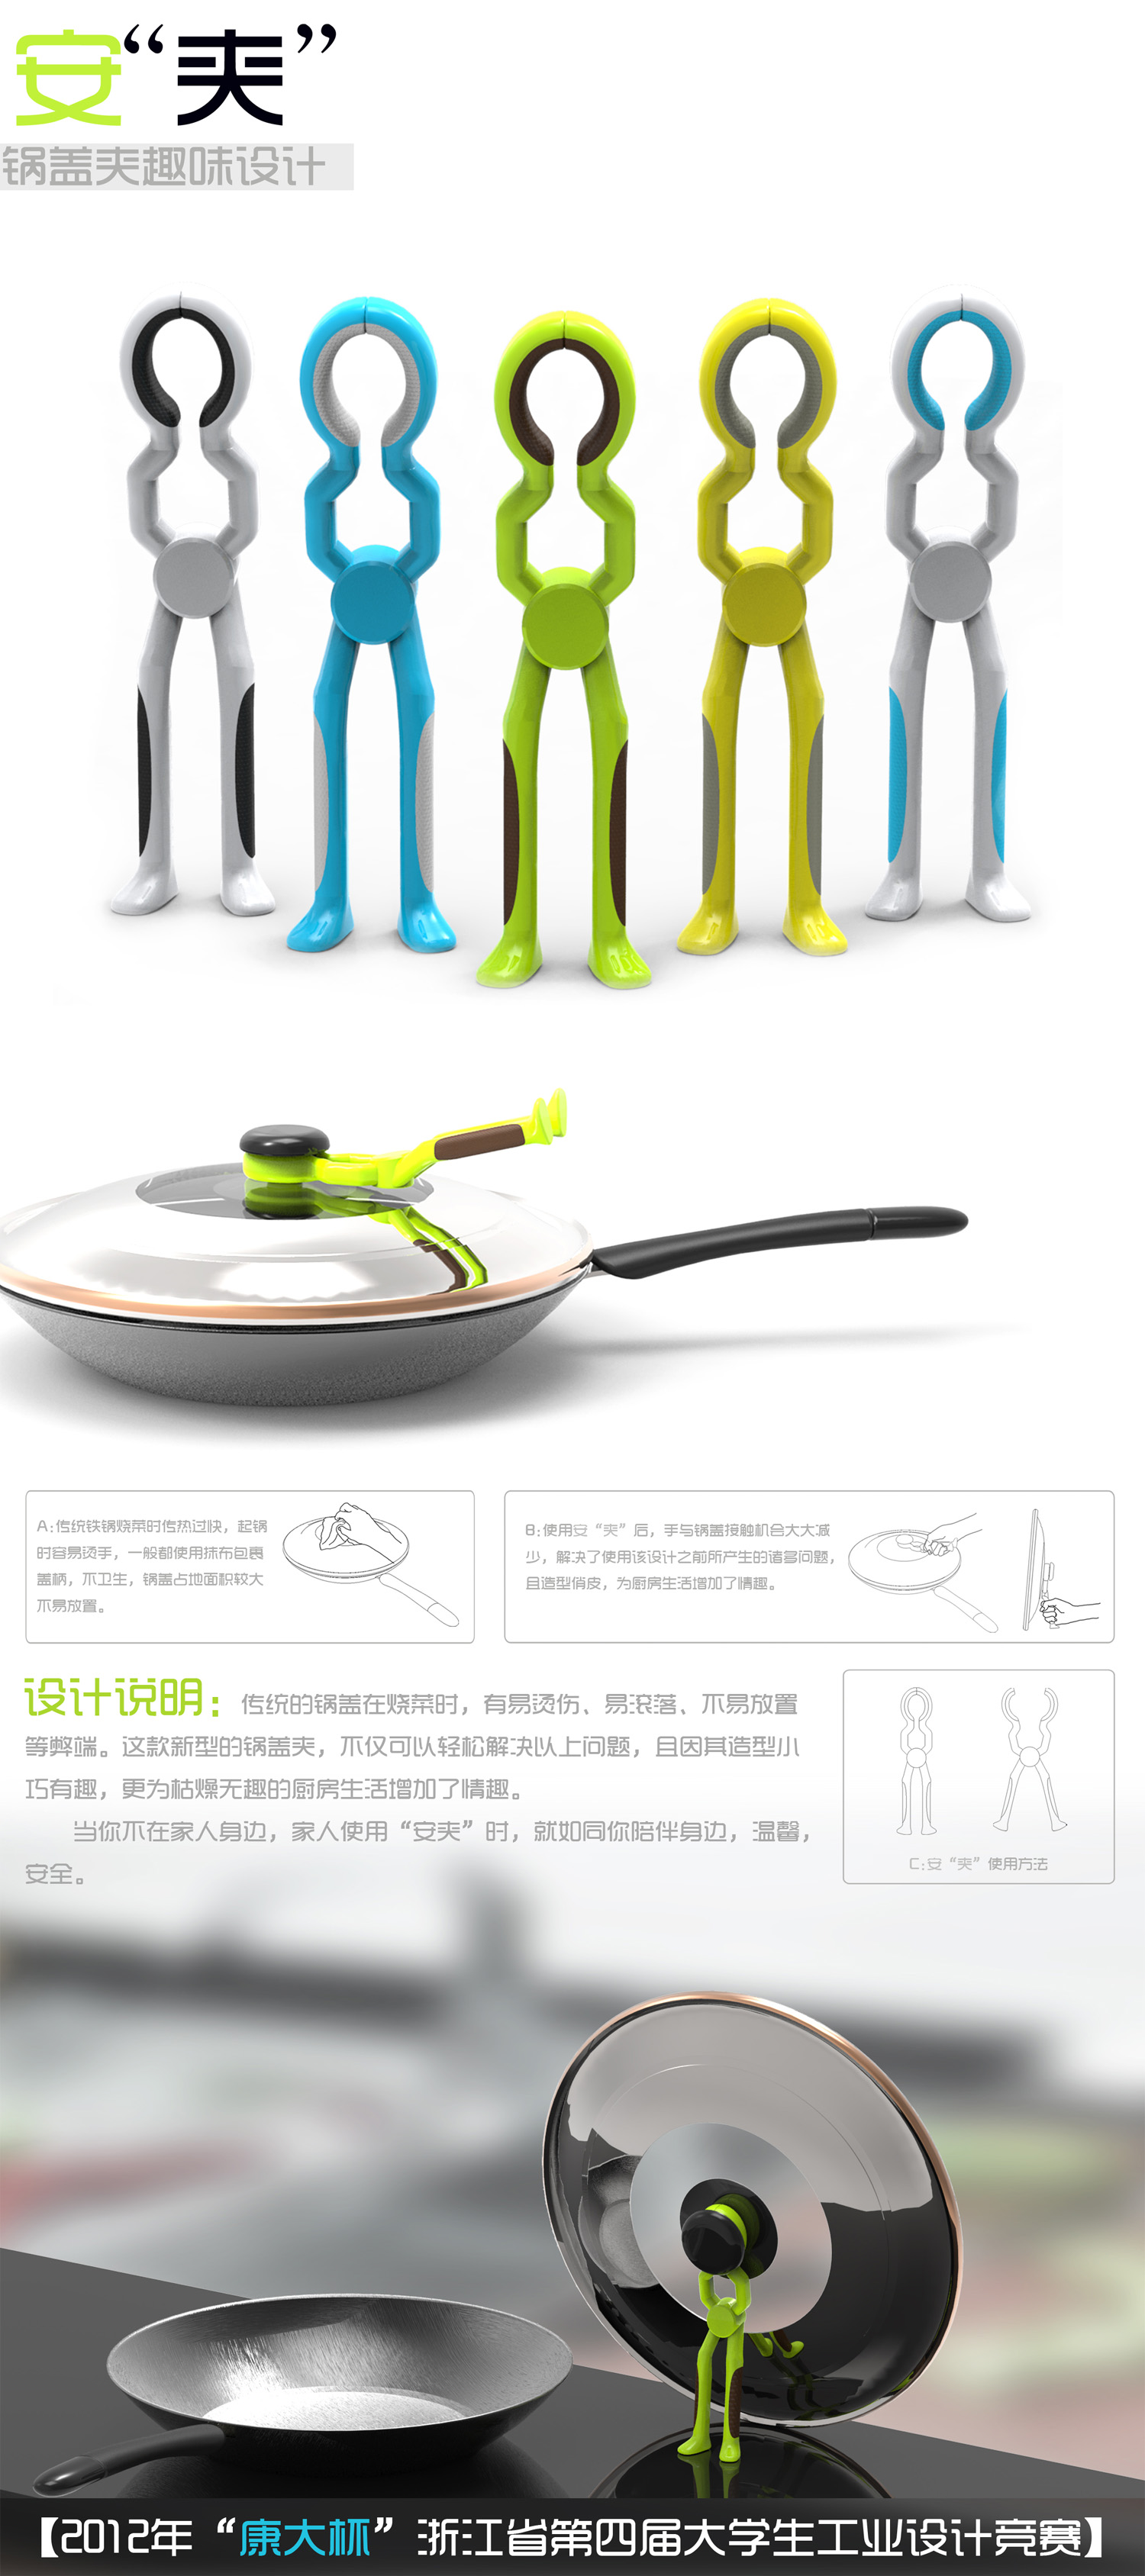 安“夹”
锅盖夹趣味设计
A:传统铁锅烧菜时传热过快，起锅
时容易烫手，一般都使用抹布包裹
盖柄，不卫生，锅盖占地面积较大
不易放置。
B:使用安“夹”后，手与锅盖接触机会大大减
少，解决了使用该设计之前所产生的诸多问题，
且造型俏皮，为厨房生活增加了情趣。
设计说明：传统的锅盖在烧菜时，有易烫伤、易滚落、不易放置
等弊端。这款新型的锅盖夹，不仅可以轻松解决以上问题，且因其造型小
巧有趣，更为枯燥无趣的厨房生活增加了情趣。
当你不在家人身边，家人使用“安夹”时，就如同你陪伴身边，温馨，
安全。
C:安“夹”使用方法
【2012年“康大杯”浙江省第四届大学生工业设计竞赛】